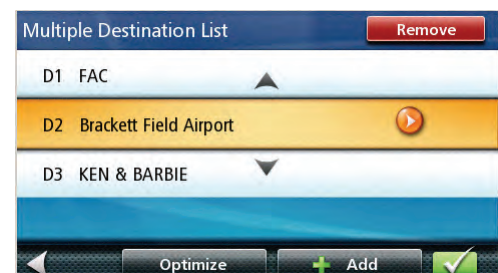 Multiple Destination List Remove
D1 FAC
D2 Brackett Field Airport
D3 KEN & BARBIE
Optimize Add